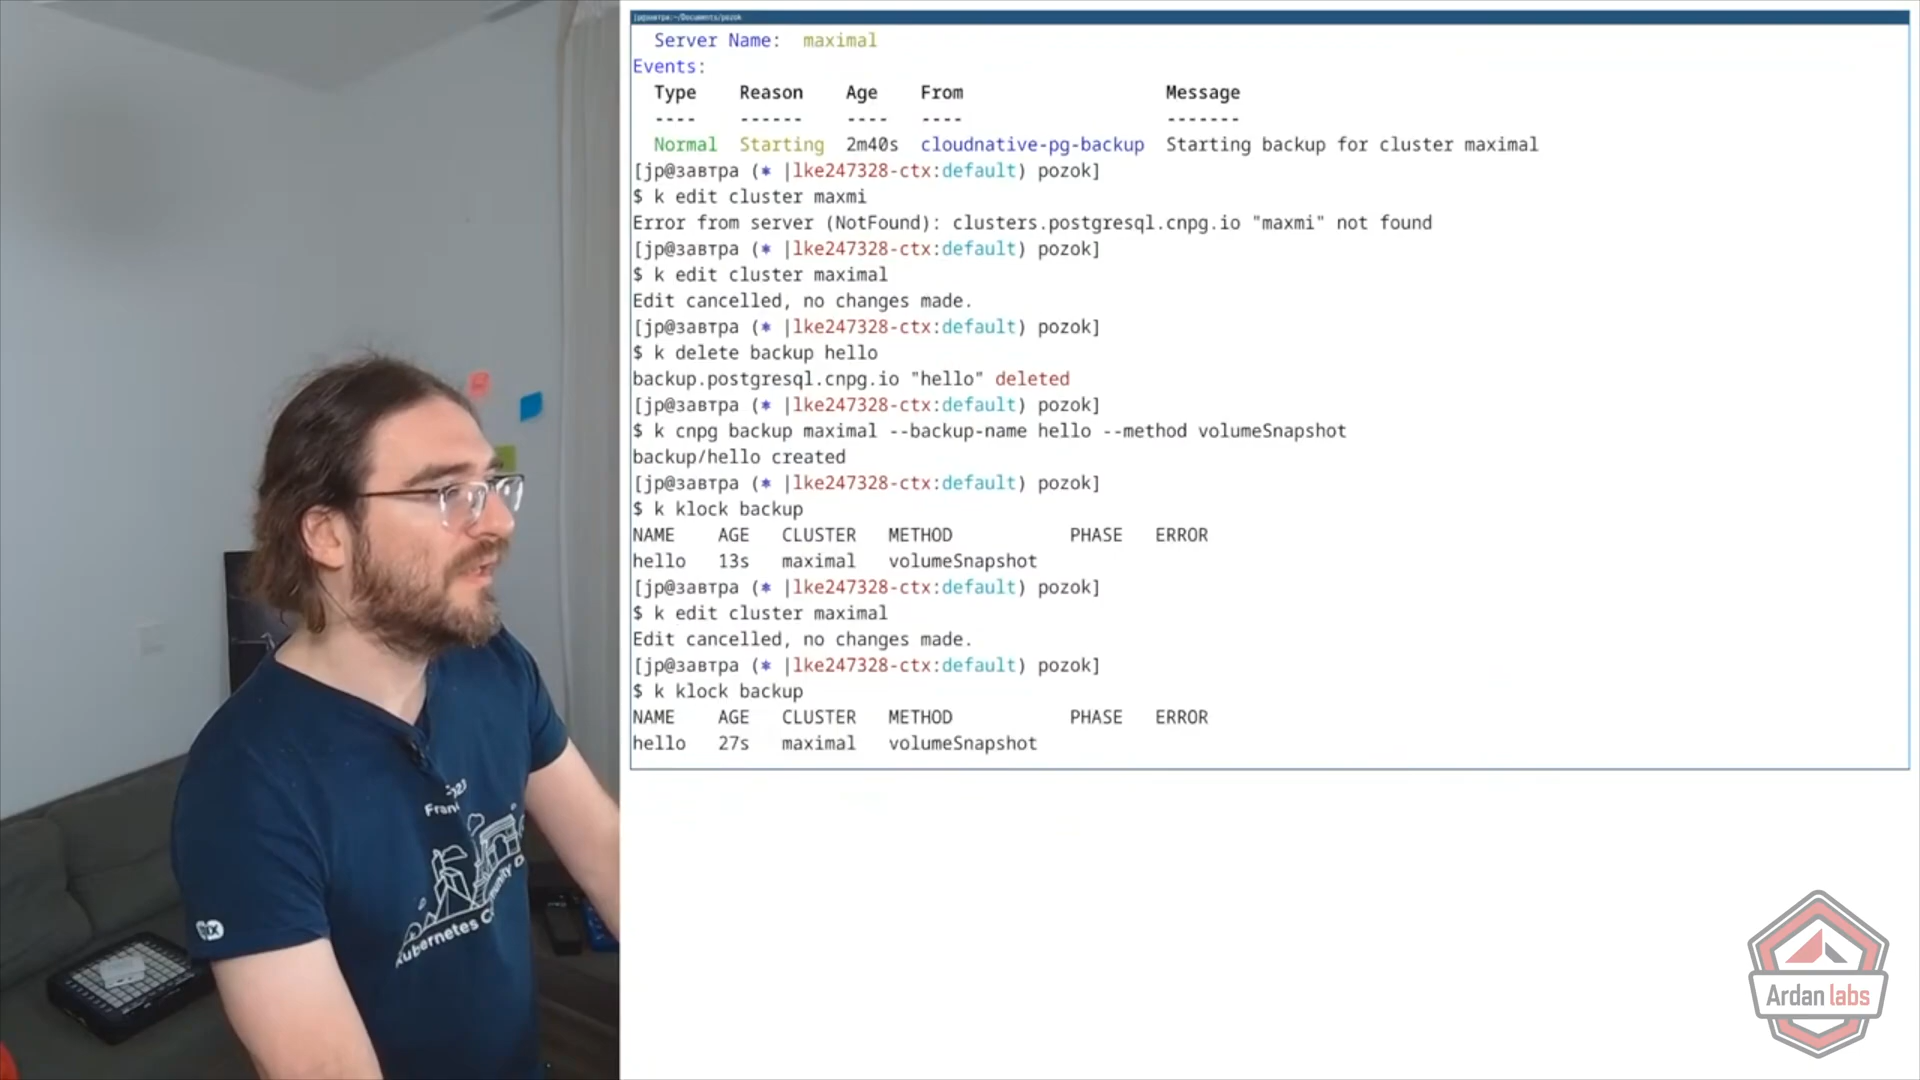 jp@завтра:~/Documents/pozok
Server Name: maximal
Events:
Type Reason Age From Message
---- ------ ---- ---- -------
Normal Starting 2m40s cloudnative-pg-backup Starting backup for cluster maximal
[jp@завтра (* |lke247328-ctx:default) pozok]
$ k edit cluster maxmi
Error from server (NotFound): clusters.postgresql.cnpg.io "maxmi" not found
[jp@завтра (* |lke247328-ctx:default) pozok]
$ k edit cluster maximal
Edit cancelled, no changes made.
[jp@завтра (* |lke247328-ctx:default) pozok]
$ k delete backup hello
backup.postgresql.cnpg.io "hello" deleted
[jp@завтра (* |lke247328-ctx:default) pozok]
$ k cnpg backup maximal --backup-name hello --method volumeSnapshot
backup/hello created
[jp@завтра (* |lke247328-ctx:default) pozok]
$ k klock backup
NAME AGE CLUSTER METHOD PHASE ERROR
hello 13s maximal volumeSnapshot
[jp@завтра (* |lke247328-ctx:default) pozok]
$ k edit cluster maximal
Edit cancelled, no changes made.
[jp@завтра (* |lke247328-ctx:default) pozok]
$ k klock backup
NAME AGE CLUSTER METHOD PHASE ERROR
hello 27s maximal volumeSnapshot
Ardan labs